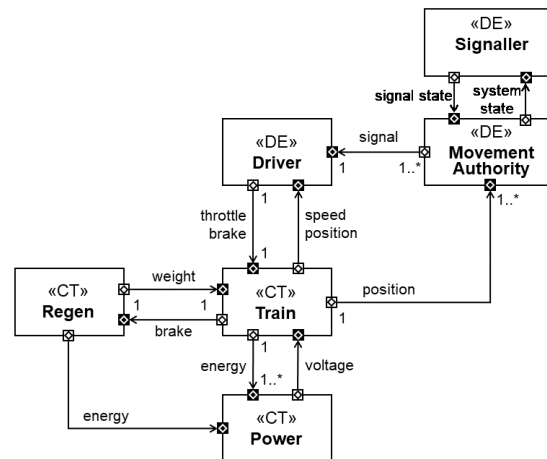 «DE»
Signaller
signal state
system
state
«DE»
Driver
signal
1
1..*
«DE»
Movement
Authority
1..*
1
throttle
brake
1
speed
position
«CT»
Regen
weight
1
1
brake
«CT»
Train
position
1
energy
1
1..*
voltage
energy
«CT»
Power